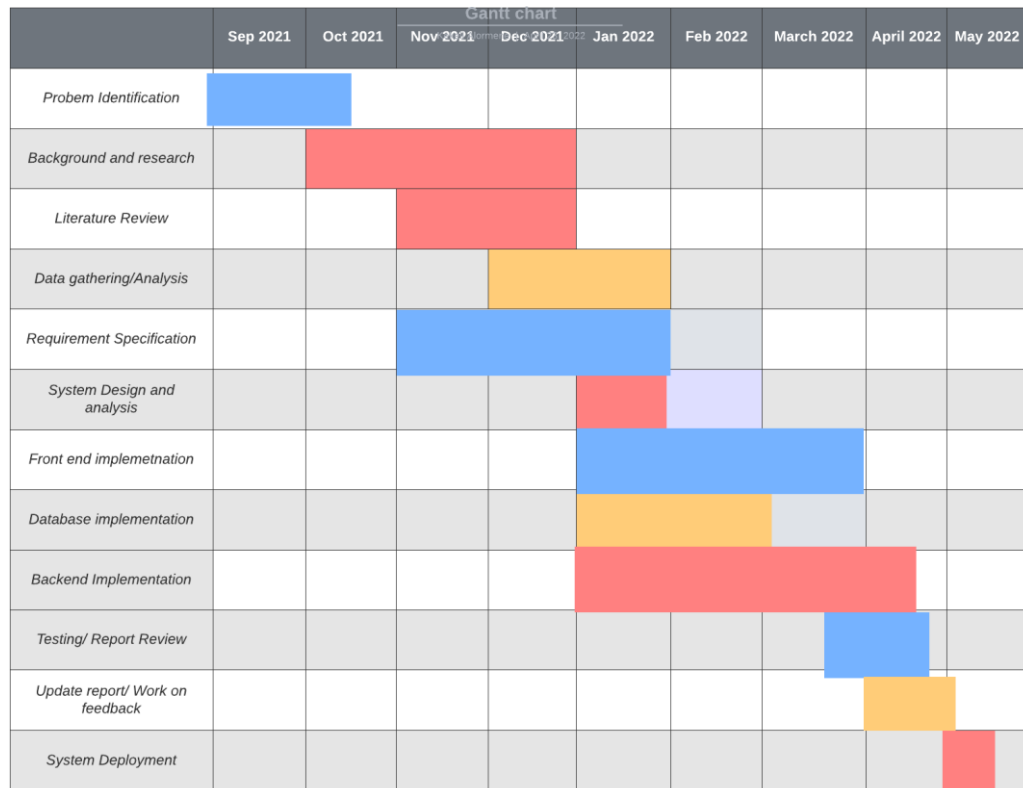 Gantt chart
Sep 2021 Oct 2021 Nov 2021 Dec 2021 Jan 2022 Feb 2022 March 2022 April 2022 May 2022
2022
Probem Identification
Background and research
Literature Review
Data gathering/Analysis
Requirement Specification
System Design and
analysis
Front end implemetnation
Database implementation
Backend Implementation
Testing/ Report Review
Update report/ Work on
feedback
System Deployment